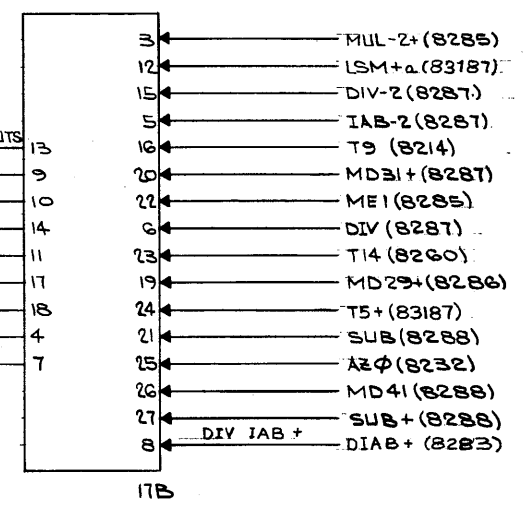 3 MUL-2+(8285)
12 LSM+a(83187)
15 DIV-2(8287)
5 IAB-2(8287)
13 16 T9 (8214)
9 20 MD31+(8287)
10 22 ME1(8285)
14 6 DIV(8287)
11 23 T14(8260)
17 19 MD29+(8286)
18 24 T5+(83187)
4 21 SUB(8288)
7 25 AZØ(8232)
26 MD41(8288)
27 SUB+(8288)
DIV IAB +
8 DIAB+ (8283)
17B